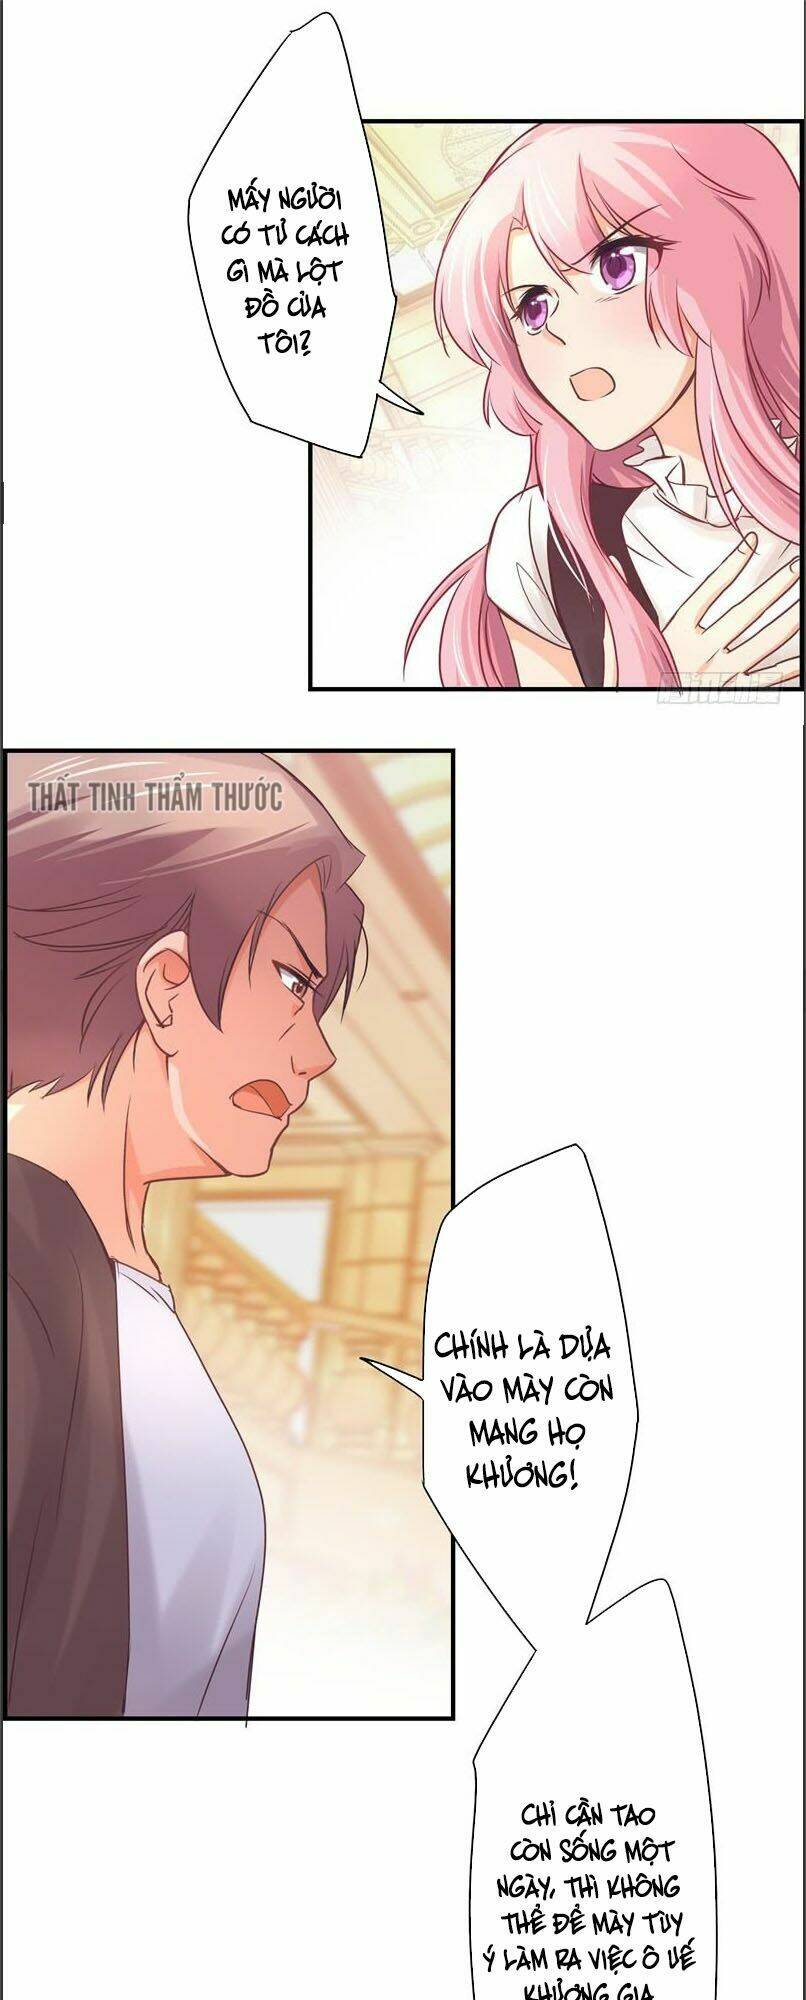 MẤY NGƯỜI
CÓ TƯ CÁCH
GÌ MÀ LỘT
ĐỒ CỦA
TÔI?
THẤT TINH THẨM THƯỚC
CHÍNH LÀ DỰA
VÀO MÀY CÒN
MANG HỌ
KHƯƠNG!
CHỈ CẦN TAO
CÒN SỐNG MỘT
NGÀY, THÌ KHÔNG
THỂ ĐỂ MÀY TÙY
Ý LÀM RA VIỆC Ô UẾ
KHƯƠNG GIA